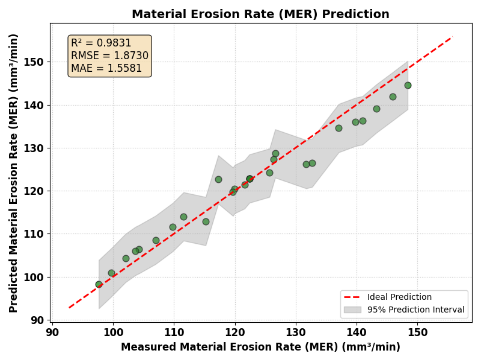 Material Erosion Rate (MER) Prediction
R² = 0.9831
RMSE = 1.8730
MAE = 1.5581
Predicted Material Erosion Rate (MER) (mm³/min)
150
140
130
120
110
100
90
90 100 110 120 130 140 150
Measured Material Erosion Rate (MER) (mm³/min)
Ideal Prediction
95% Prediction Interval